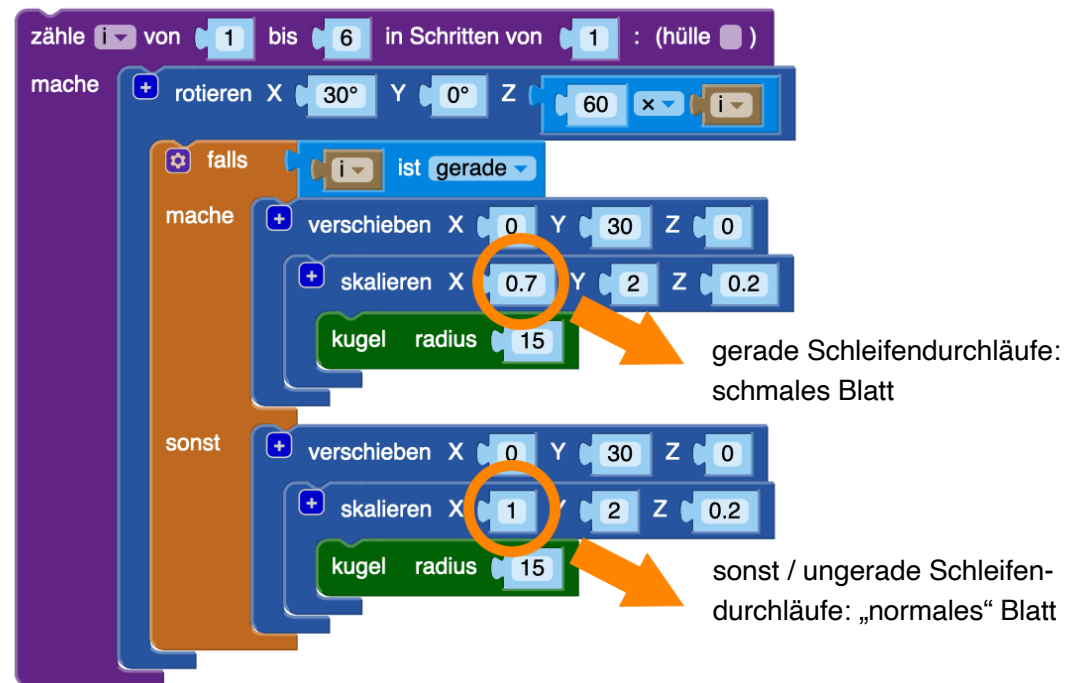 zähle i von 1 bis 6 in Schritten von 1 : (hülle )
mache
rotieren X 30° Y 0° Z 60 × i
falls i ist gerade
mache
verschieben X 0 Y 30 Z 0
skalieren X 0.7 Y 2 Z 0.2
kugel radius 15
gerade Schleifendurchläufe:
schmales Blatt
sonst
verschieben X 0 Y 30 Z 0
skalieren X 1 Y 2 Z 0.2
kugel radius 15
sonst / ungerade Schleifen-
durchläufe: „normales“ Blatt